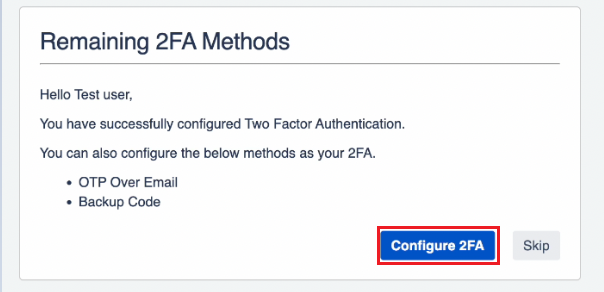 Remaining 2FA Methods
Hello Test user,
You have successfully configured Two Factor Authentication.
You can also configure the below methods as your 2FA.
• OTP Over Email
• Backup Code
Configure 2FA
Skip